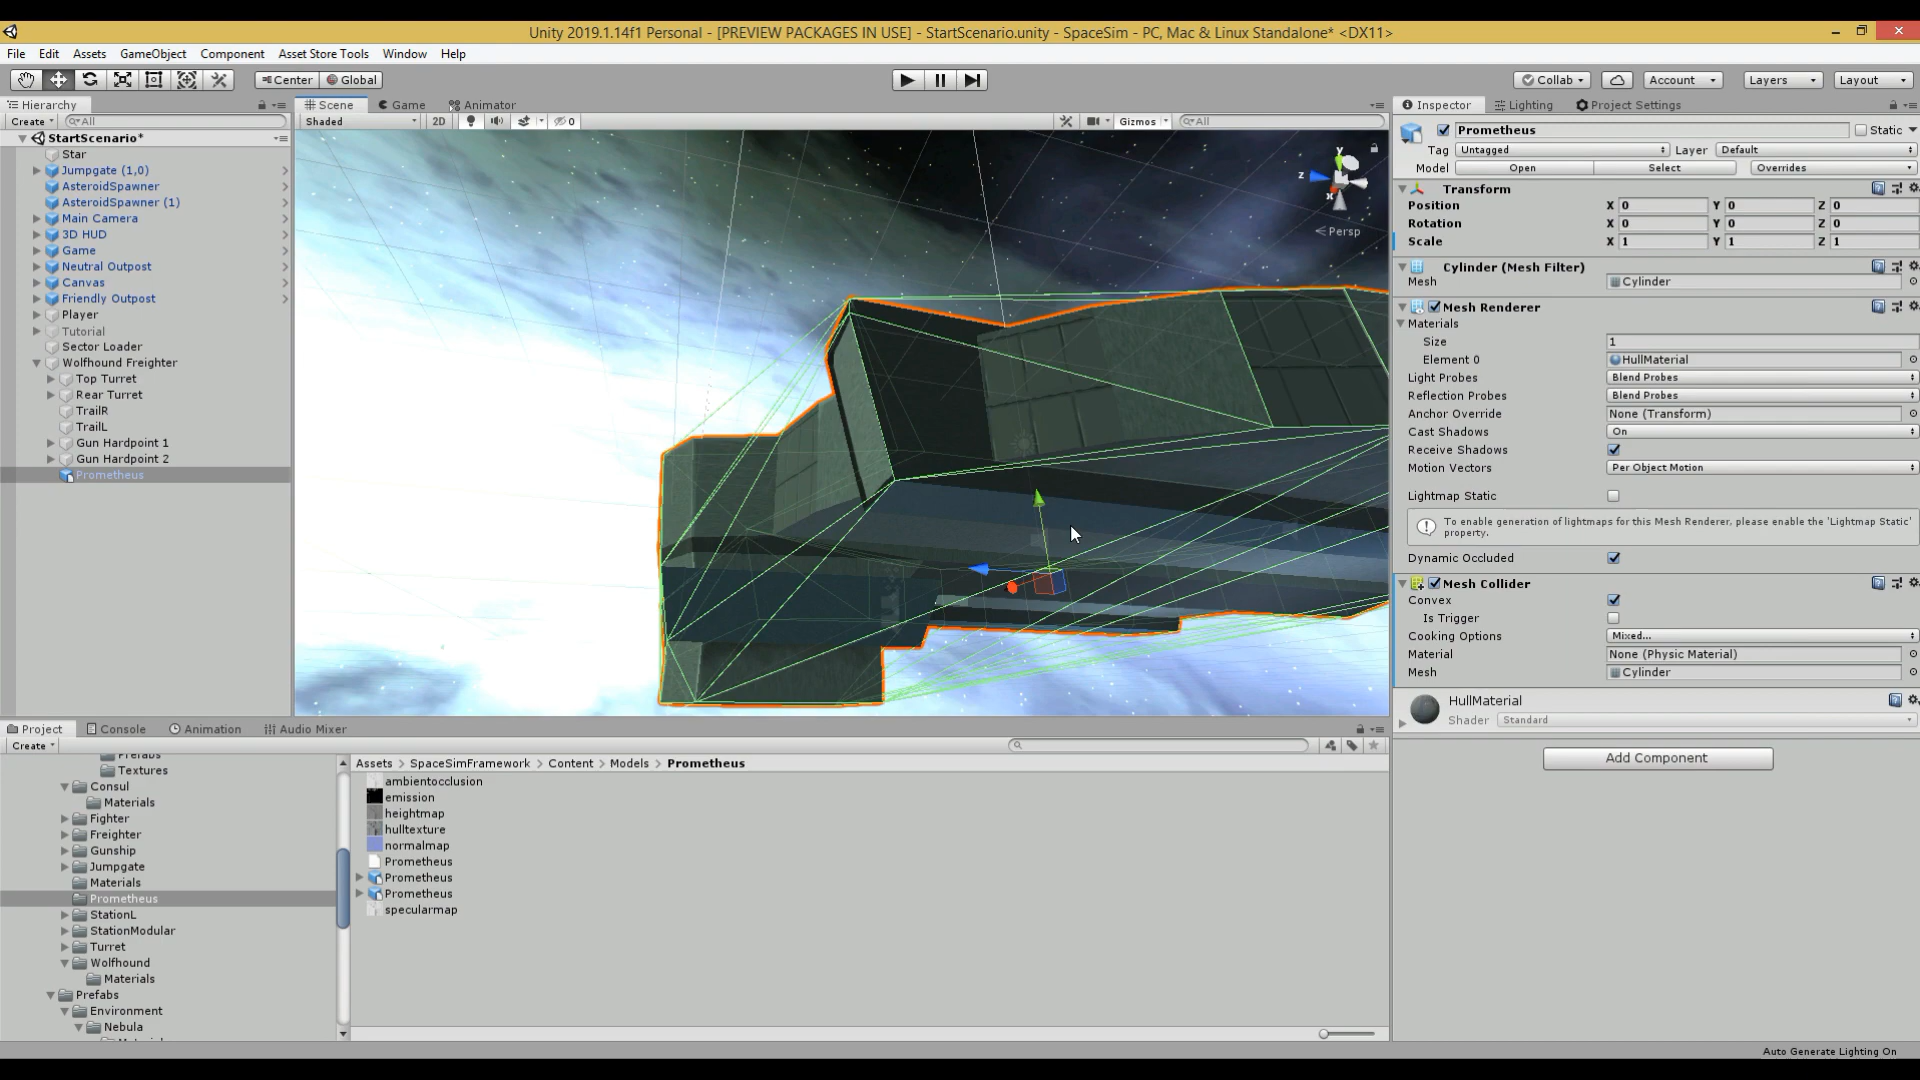 Unity 2019.1.14f1 Personal - [PREVIEW PACKAGES IN USE] - StartScenario.unity - SpaceSim - PC, Mac & Linux Standalone* <DX11>
File Edit Assets GameObject Component Asset Store Tools Window Help
Center Global Collab Account Layers Layout
Hierarchy
Create All
StartScenario*
Star
Jumpgate (1,0)
AsteroidSpawner
AsteroidSpawner (1)
Main Camera
3D HUD
Game
Neutral Outpost
Canvas
Friendly Outpost
Player
Tutorial
Sector Loader
Wolfhound Freighter
Top Turret
Rear Turret
TrailR
TrailL
Gun Hardpoint 1
Gun Hardpoint 2
Prometheus
Scene Game Animator
Shaded 2D 0 Gizmos All
y
z
x
Persp
Inspector Lighting Project Settings
Prometheus Static
Tag Untagged Layer Default
Model Open Select Overrides
Transform
Position X 0 Y 0 Z 0
Rotation X 0 Y 0 Z 0
Scale X 1 Y 1 Z 1
Cylinder (Mesh Filter)
Mesh Cylinder
Mesh Renderer
Materials
Size 1
Element 0 HullMaterial
Light Probes Blend Probes
Reflection Probes Blend Probes
Anchor Override None (Transform)
Cast Shadows On
Receive Shadows
Motion Vectors Per Object Motion
Lightmap Static
To enable generation of lightmaps for this Mesh Renderer, please enable the 'Lightmap Static'
property.
Dynamic Occluded
Mesh Collider
Convex
Is Trigger
Cooking Options Mixed...
Material None (Physic Material)
Mesh Cylinder
HullMaterial
Shader Standard
Add Component
Project Console Animation Audio Mixer
Create
Prefabs
Textures
Consul
Materials
Fighter
Freighter
Gunship
Jumpgate
Materials
Prometheus
StationL
StationModular
Turret
Wolfhound
Materials
Prefabs
Environment
Nebula
Assets > SpaceSimFramework > Content > Models > Prometheus
ambientocclusion
emission
heightmap
hulltexture
normalmap
Prometheus
Prometheus
Prometheus
specularmap
Auto Generate Lighting On